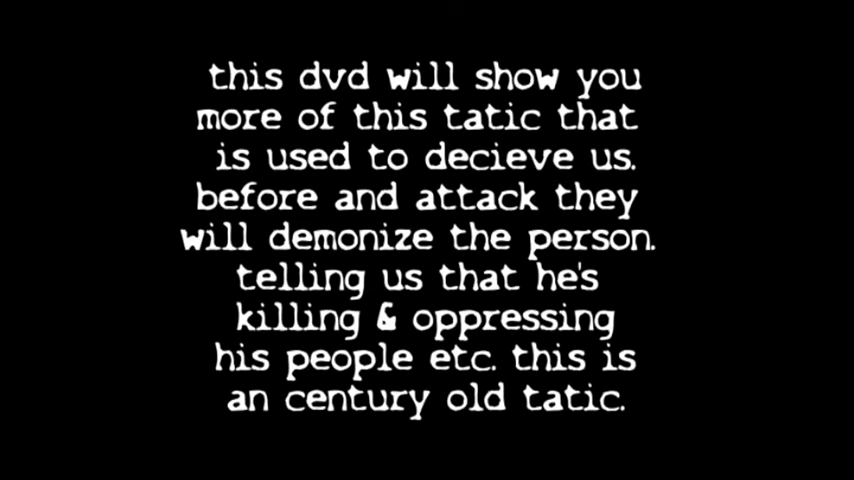 this dvd will show you
more of this tatic that
is used to decieve us.
before and attack they
will demonize the person.
telling us that he's
killing & oppressing
his people etc. this is
an century old tatic.